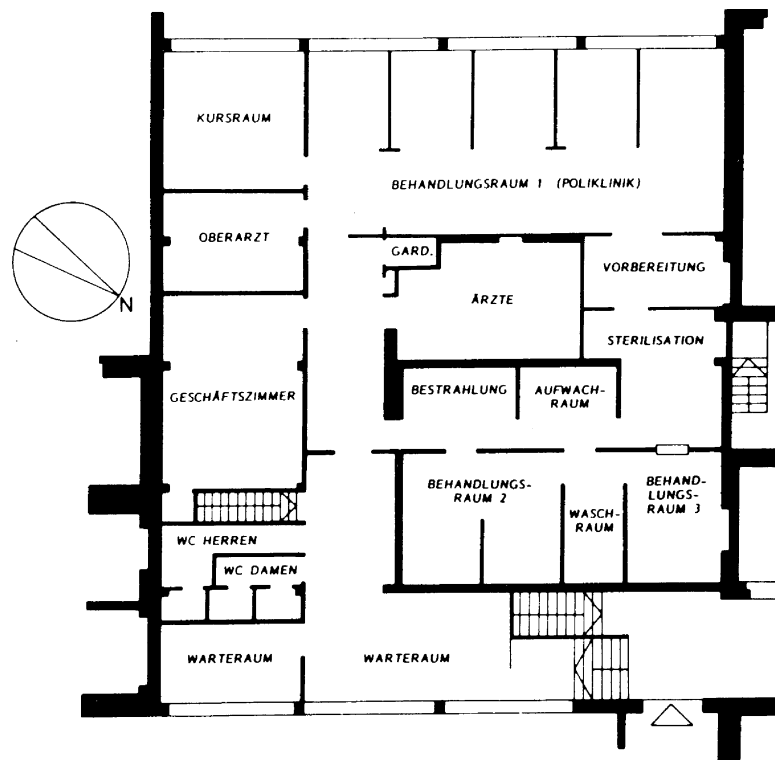 KURSRAUM
BEHANDLUNGSRAUM 1 (POLIKLINIK)
OBERARZT
GARD.
VORBEREITUNG
N
ÄRZTE
STERILISATION
GESCHÄFTSZIMMER
BESTRAHLUNG
AUFWACH-
RAUM
BEHANDLUNGS-
RAUM 2
BEHAND-
LUNGS-
RAUM 3
WASCH-
RAUM
WC HERREN
WC DAMEN
WARTERAUM
WARTERAUM